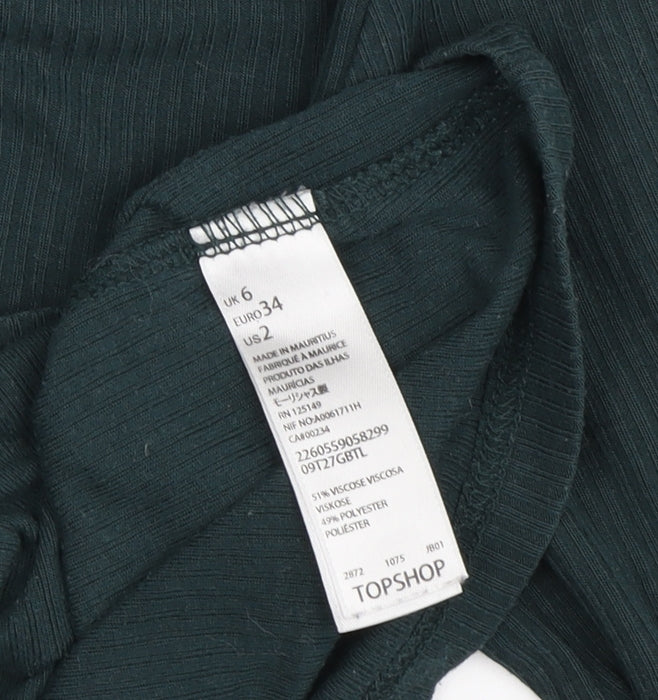 UK 6
EURO 34
US 2
MADE IN MAURITIUS
FABRIQUÉ À MAURICE
PRODUTO DAS ILHAS
MAURÍCIAS
モーリシャス製
RN 125149
NIF NO:A0061711H
CA#00234
2260559058299
09T27GBTL
51% VISCOSE VISCOSA
VISKOSE
49% POLYESTER
POLIÉSTER
2872 1075 JB01
TOPSHOP